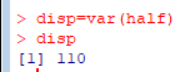 > disp=var(half)
> disp
[1] 110